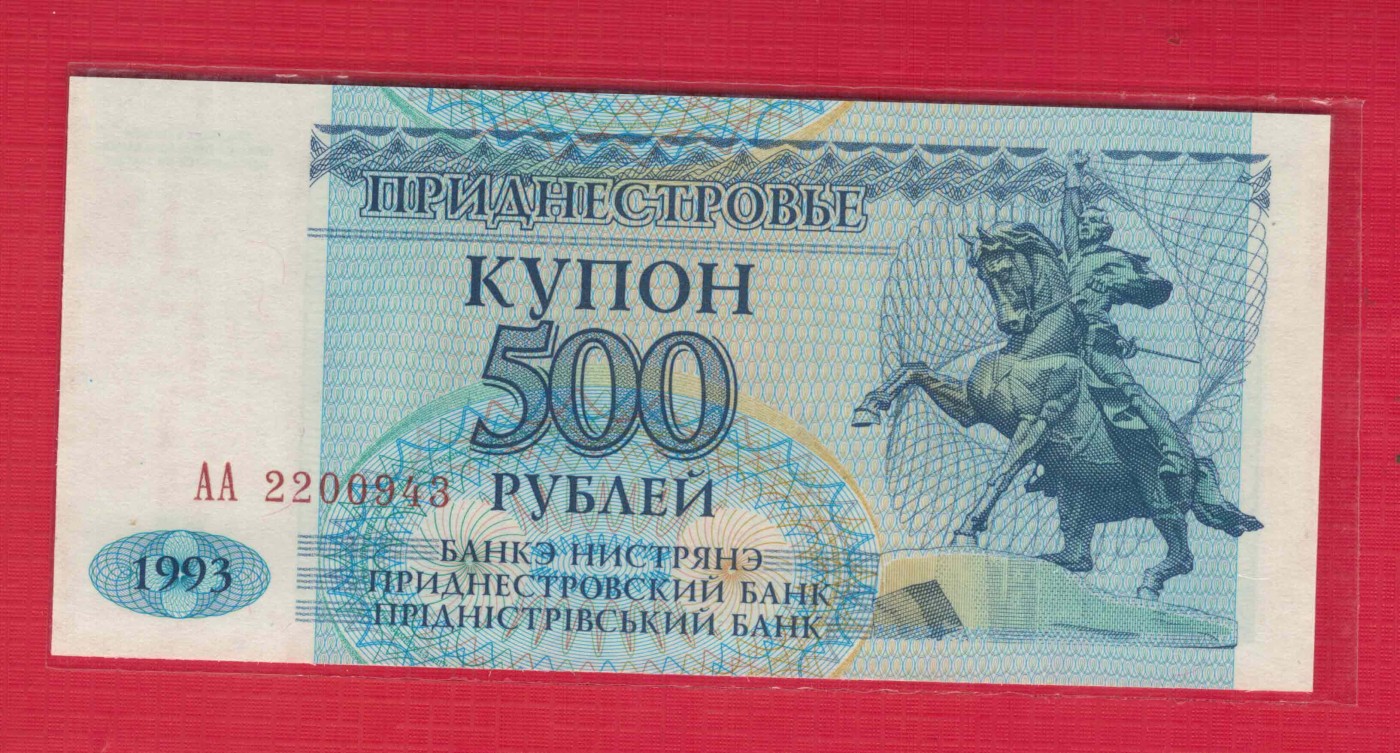 ПРИДНЕСТРОВЬЕ
КУПОН
500
РУБЛЕЙ
АА 2200943
1993
БАНКЭ НИСТРЯНЭ
ПРИДНЕСТРОВСКИЙ БАНК
ПРІДНІСТРІВСЬКИЙ БАНК